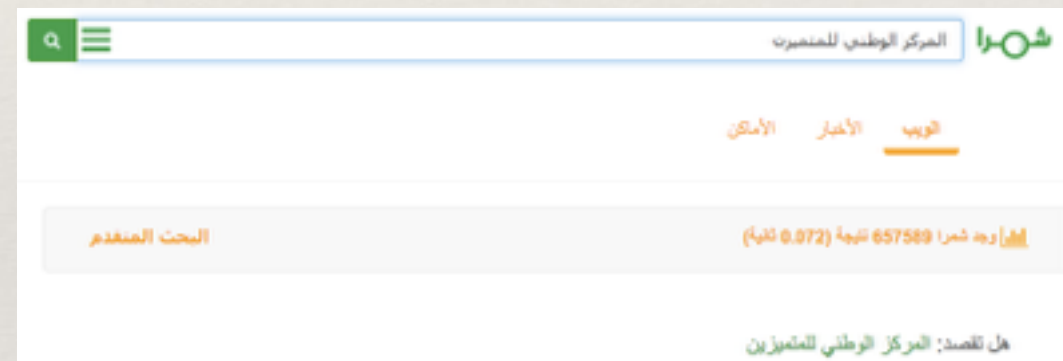 شمرا
المركز الوطني للمتميرت
الويب الأخبار الأماكن
وجد شمرا 657589 نتيجة (0.072 ثانية)
البحث المتقدم
هل تقصد: المركز الوطني للمتميزين